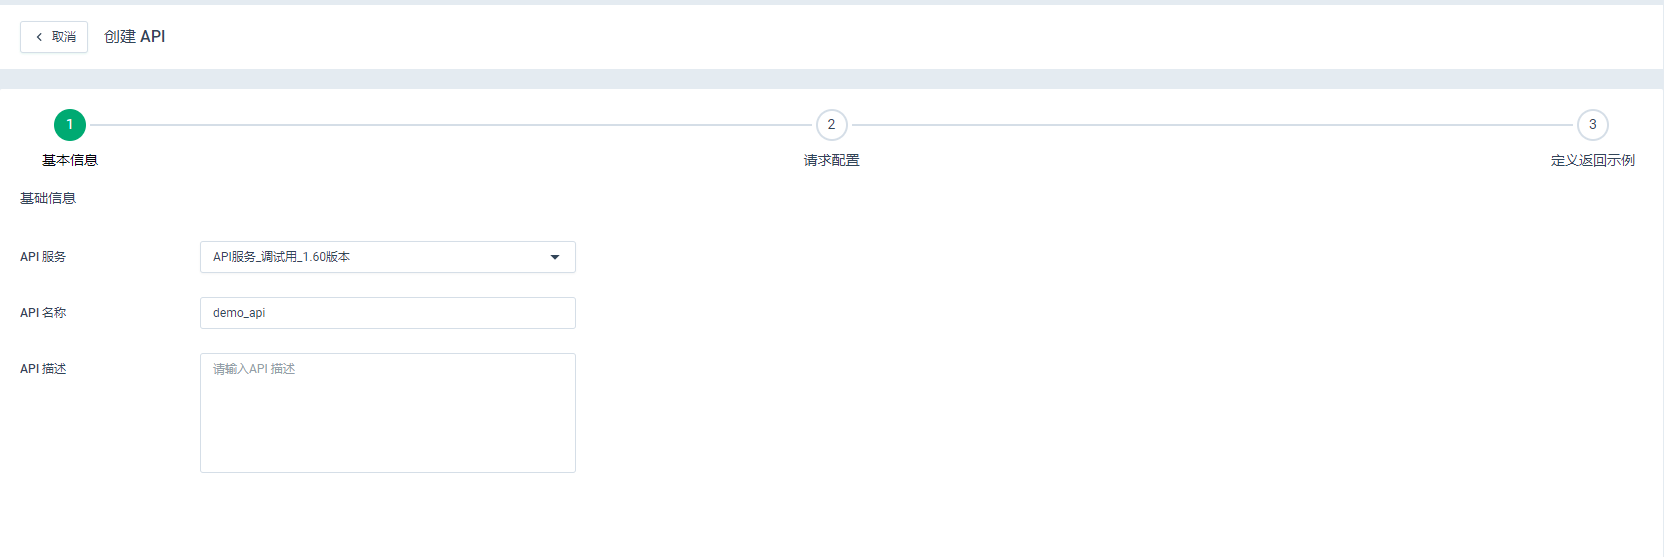 取消 创建 API
1 2 3
基本信息 请求配置 定义返回示例
基础信息
API 服务 API服务_调试用_1.60版本
API 名称 demo_api
API 描述 请输入API 描述